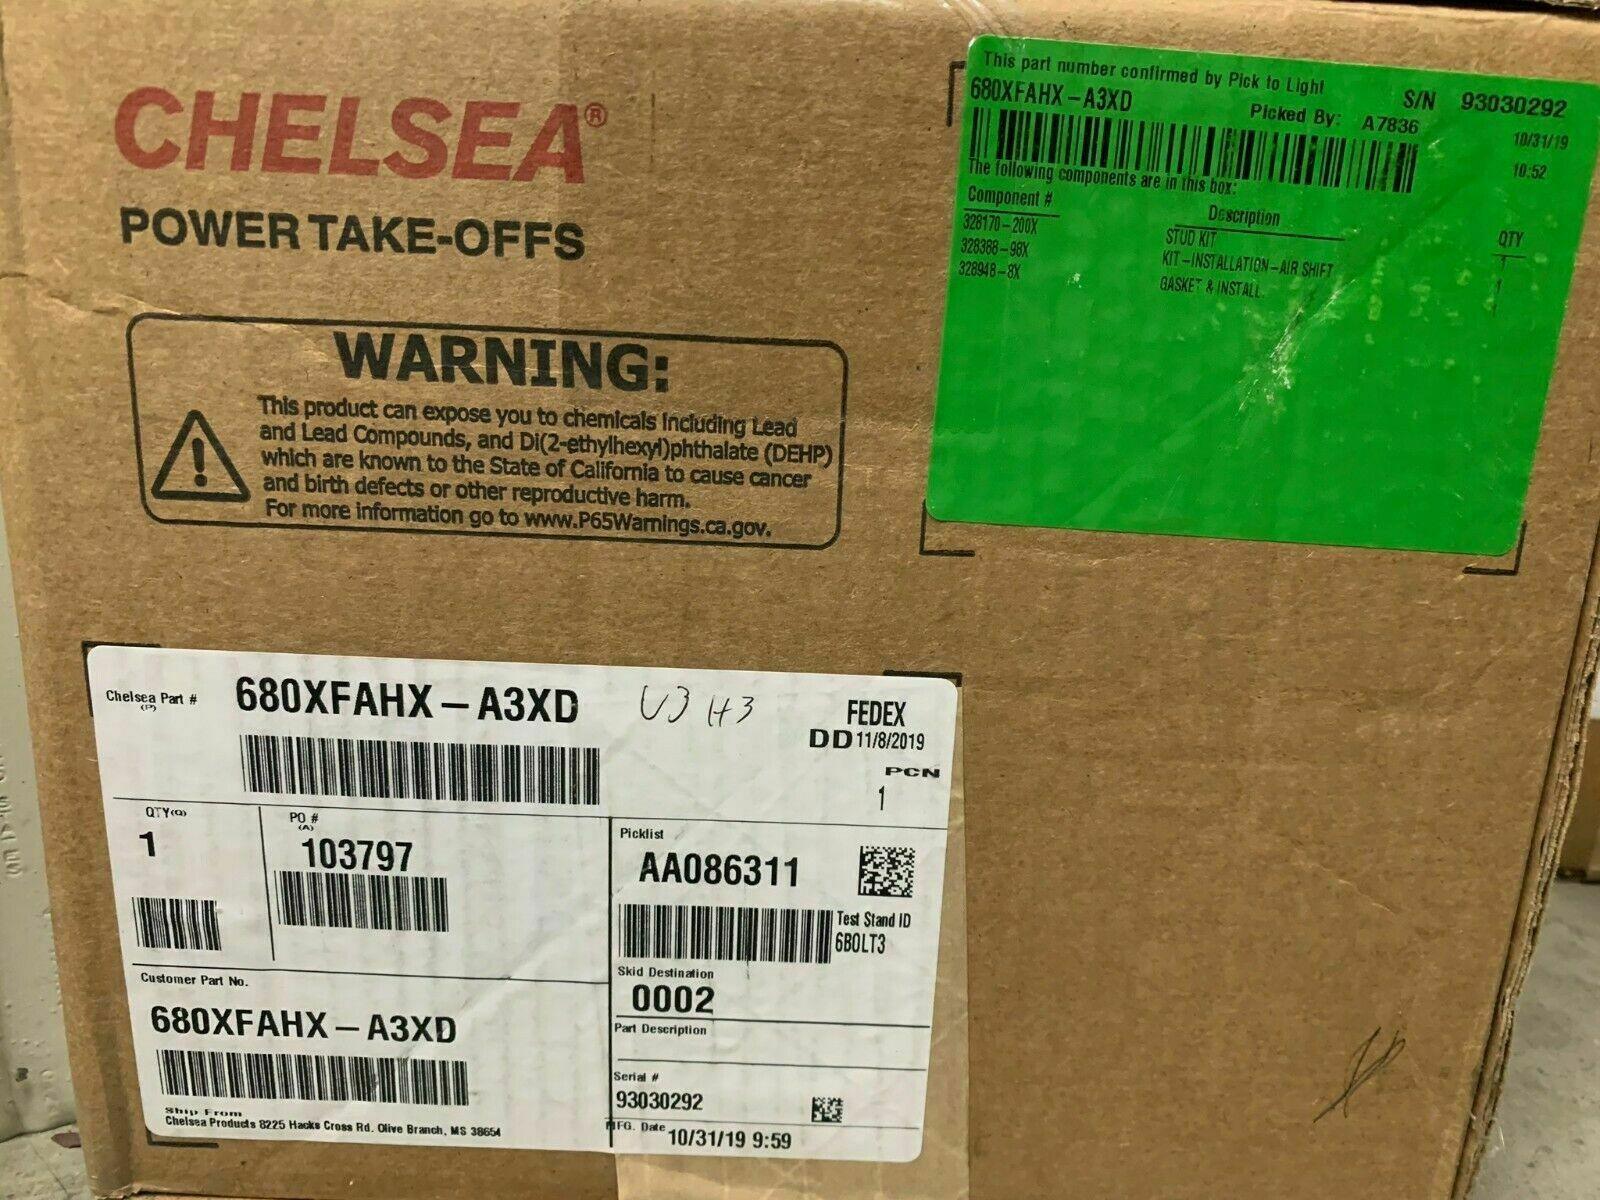 CHELSEA®
POWER TAKE-OFFS
WARNING:
This product can expose you to chemicals including Lead
and Lead Compounds, and Di(2-ethylhexyl)phthalate (DEHP)
which are known to the State of California to cause cancer
and birth defects or other reproductive harm.
For more information go to www.P65Warnings.ca.gov.
This part number confirmed by Pick to Light
680XFAHX-A3XD
S/N 93030292
Picked By: A7836
10/31/19
10:52
The following components are in this box:
Component # Description QTY
328170-200X STUD KIT 1
328388-98X KIT-INSTALLATION-AIR SHIFT 1
328948-8X GASKET & INSTALL. 1
Chelsea Part # 680XFAHX-A3XD U3 H3
(P)
FEDEX
DD 11/8/2019
PCN
1
QTY(Q)
1
PO #
(A)
103797
Picklist
AA086311
Test Stand ID
6BOLT3
Skid Destination
0002
Part Description
Customer Part No.
680XFAHX-A3XD
Serial #
93030292
MFG. Date 10/31/19 9:59
Ship From
Chelsea Products 8225 Hacks Cross Rd. Olive Branch, MS 38654